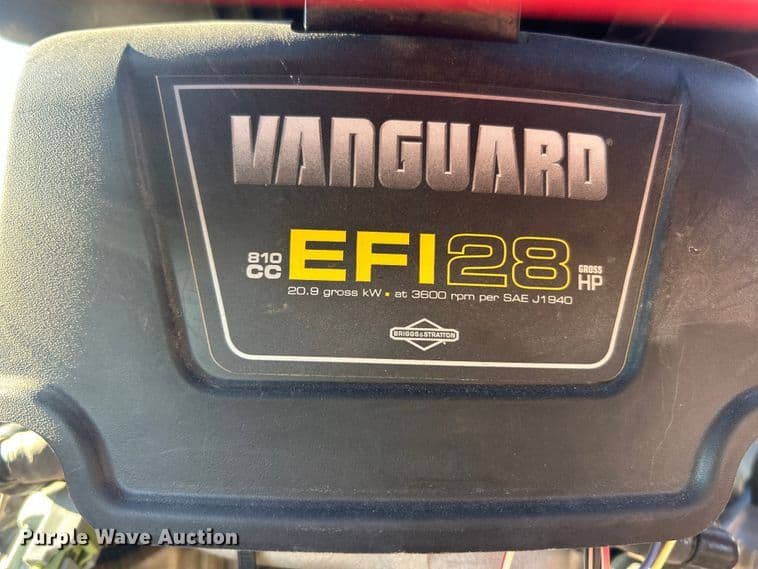 VANGUARD®
810 CC EFI 28 GROSS HP
20.9 gross kW ▪ at 3600 rpm per SAE J1940
BRIGGS&STRATTON
Purple Wave Auction